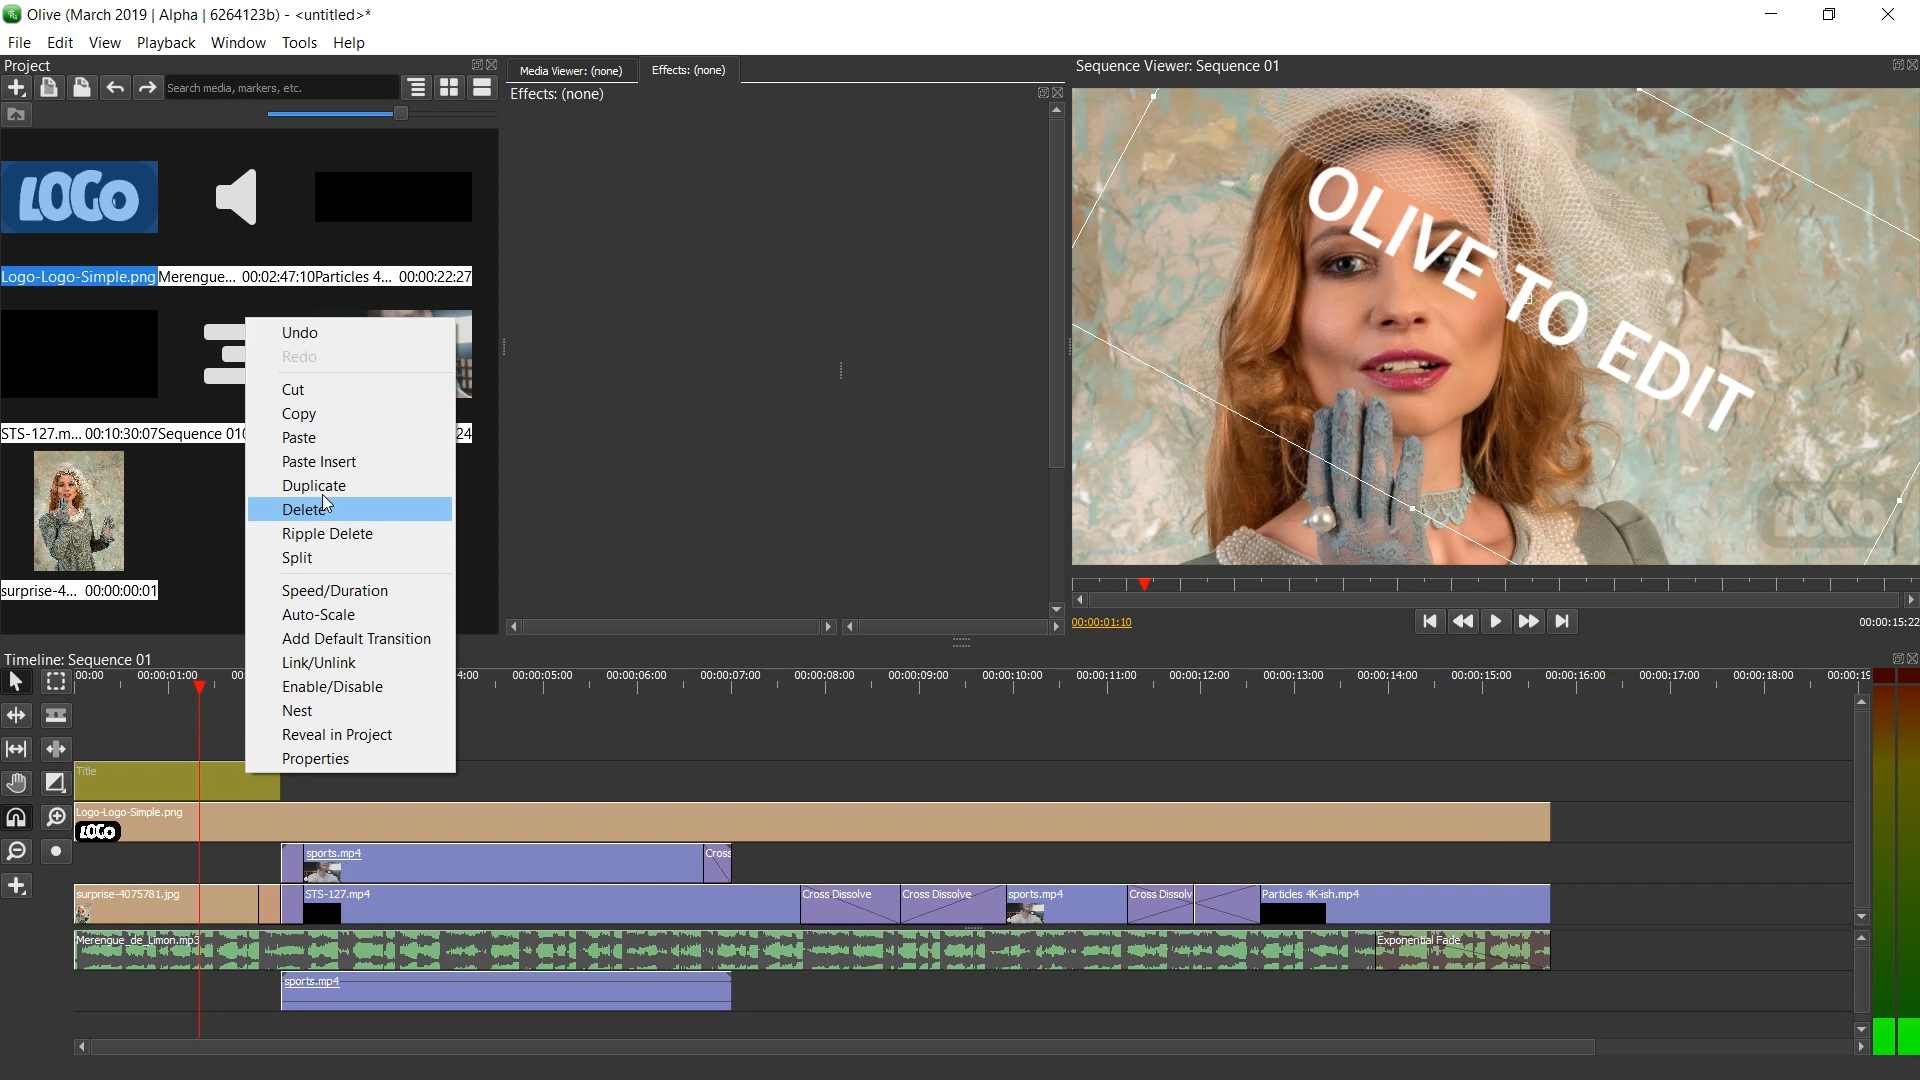 Olive (March 2019 | Alpha | 6264123b) - <untitled>*
File Edit View Playback Window Tools Help
Project
Search media, markers, etc.
LOGO
Logo-Logo-Simple.png Merengue... 00:02:47:10 Particles 4... 00:00:22:27
STS-127.m... 00:10:30:07 Sequence 01
24
surprise-4... 00:00:00:01
Undo
Redo
Cut
Copy
Paste
Paste Insert
Duplicate
Delete
Ripple Delete
Split
Speed/Duration
Auto-Scale
Add Default Transition
Link/Unlink
Enable/Disable
Nest
Reveal in Project
Properties
Media Viewer: (none) Effects: (none)
Effects: (none)
Sequence Viewer: Sequence 01
OLIVE TO EDIT
LOGO
00:00:01:10 00:00:15:22
Timeline: Sequence 01
00:00 00:00:01:00 4:00 00:00:05:00 00:00:06:00 00:00:07:00 00:00:08:00 00:00:09:00 00:00:10:00 00:00:11:00 00:00:12:00 00:00:13:00 00:00:14:00 00:00:15:00 00:00:16:00 00:00:17:00 00:00:18:00 00:00:19
Title
Logo-Logo-Simple.png
LOGO
sports.mp4 Cross
surprise-4075781.jpg STS-127.mp4 Cross Dissolve Cross Dissolve sports.mp4 Cross Dissolv Particles 4K-ish.mp4
Merengue_de_Limon.mp3 Exponential Fade
sports.mp4